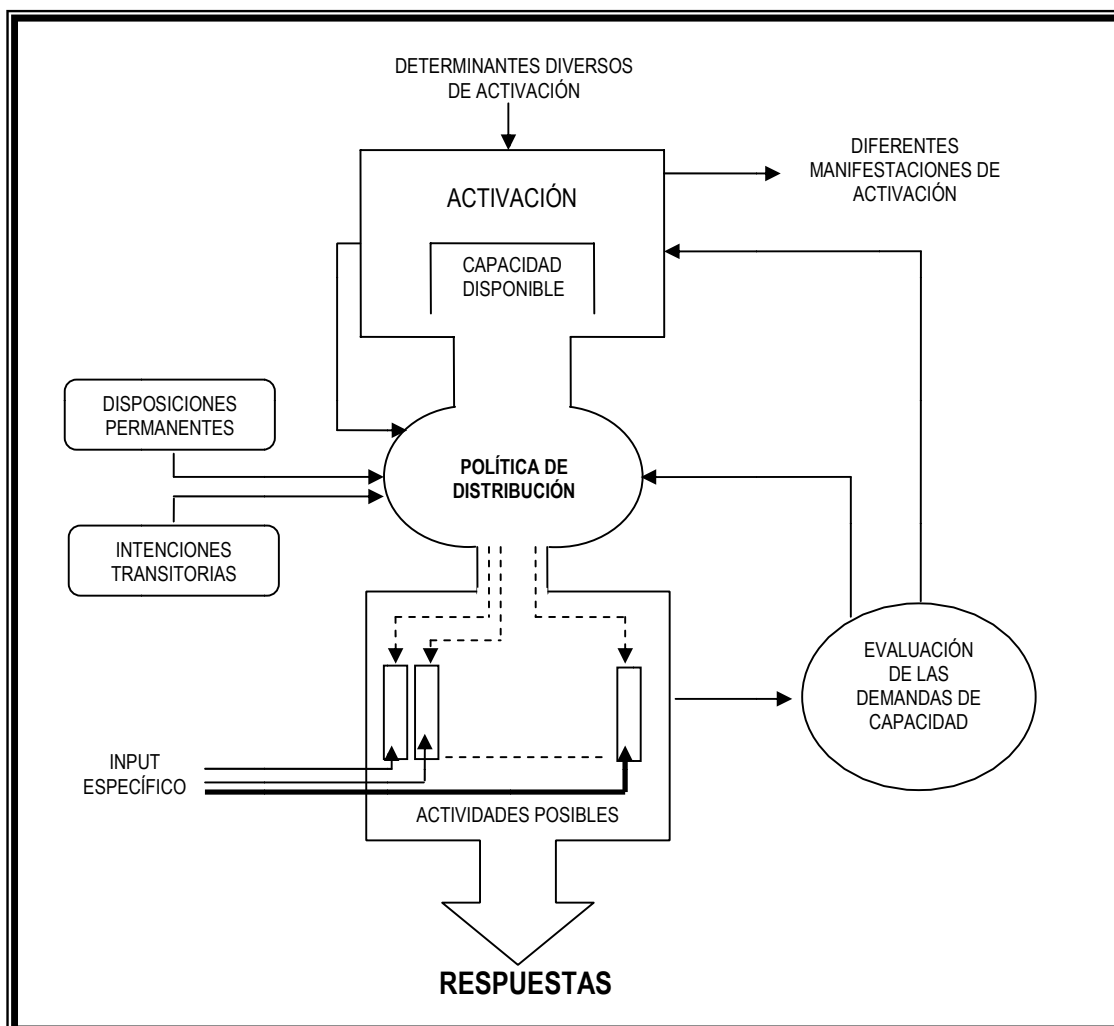 DETERMINANTES DIVERSOS
DE ACTIVACIÓN
DIFERENTES
MANIFESTACIONES DE
ACTIVACIÓN
ACTIVACIÓN
CAPACIDAD
DISPONIBLE
DISPOSICIONES
PERMANENTES
POLÍTICA DE
DISTRIBUCIÓN
INTENCIONES
TRANSITORIAS
EVALUACIÓN
DE LAS
DEMANDAS DE
CAPACIDAD
INPUT
ESPECÍFICO
ACTIVIDADES POSIBLES
RESPUESTAS